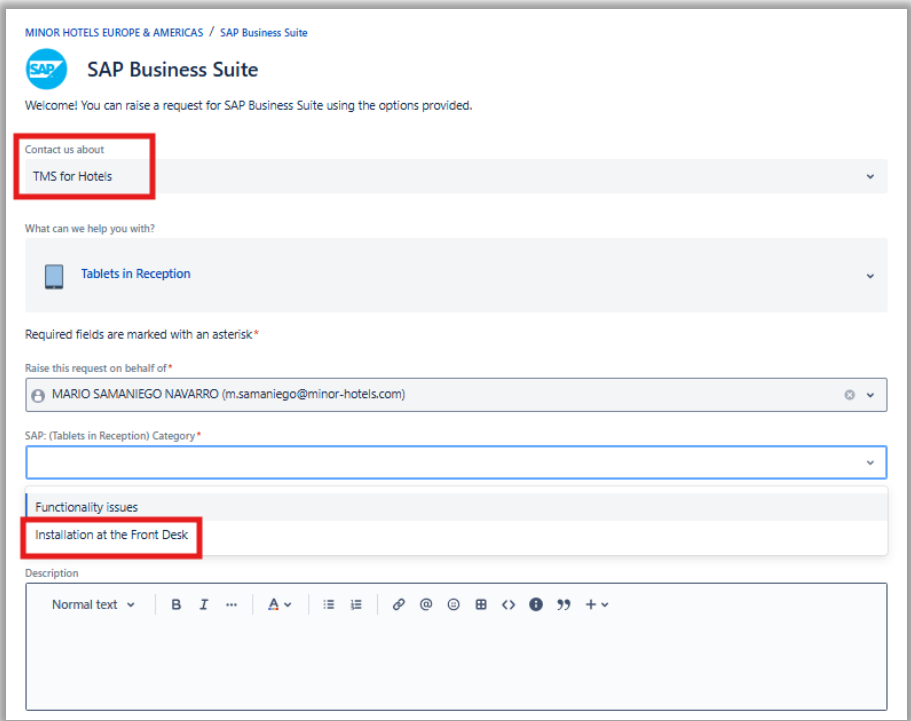 MINOR HOTELS EUROPE & AMERICAS / SAP Business Suite
SAP
SAP Business Suite
Welcome! You can raise a request for SAP Business Suite using the options provided.
Contact us about
TMS for Hotels
What can we help you with?
Tablets in Reception
Required fields are marked with an asterisk*
Raise this request on behalf of*
MARIO SAMANIEGO NAVARRO (m.samaniego@minor-hotels.com)
SAP: (Tablets in Reception) Category*
Functionality issues
Installation at the Front Desk
Description
Normal text B I ... A